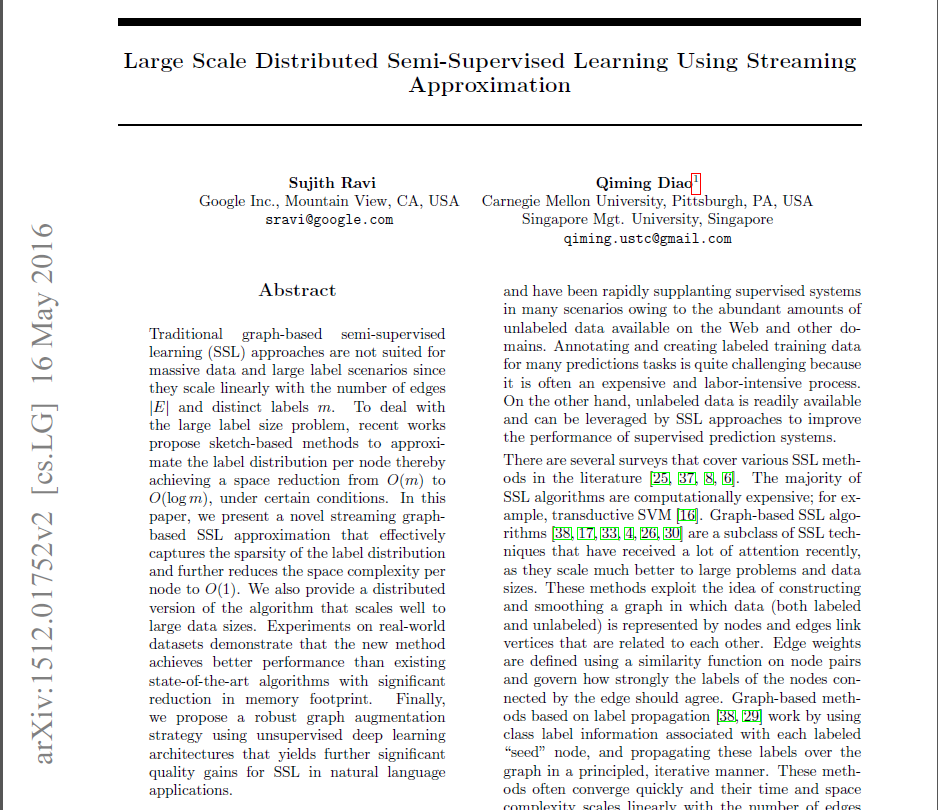 Large Scale Distributed Semi-Supervised Learning Using Streaming
Approximation
Sujith Ravi
Google Inc., Mountain View, CA, USA
sravi@google.com
Qiming Diao1
Carnegie Mellon University, Pittsburgh, PA, USA
Singapore Mgt. University, Singapore
qiming.ustc@gmail.com
arXiv:1512.01752v2 [cs.LG] 16 May 2016
Abstract
Traditional graph-based semi-supervised
learning (SSL) approaches are not suited for
massive data and large label scenarios since
they scale linearly with the number of edges
|E| and distinct labels m. To deal with
the large label size problem, recent works
propose sketch-based methods to approxi-
mate the label distribution per node thereby
achieving a space reduction from O(m) to
O(log m), under certain conditions. In this
paper, we present a novel streaming graph-
based SSL approximation that effectively
captures the sparsity of the label distribution
and further reduces the space complexity per
node to O(1). We also provide a distributed
version of the algorithm that scales well to
large data sizes. Experiments on real-world
datasets demonstrate that the new method
achieves better performance than existing
state-of-the-art algorithms with significant
reduction in memory footprint. Finally,
we propose a robust graph augmentation
strategy using unsupervised deep learning
architectures that yields further significant
quality gains for SSL in natural language
applications.
and have been rapidly supplanting supervised systems
in many scenarios owing to the abundant amounts of
unlabeled data available on the Web and other do-
mains. Annotating and creating labeled training data
for many predictions tasks is quite challenging because
it is often an expensive and labor-intensive process.
On the other hand, unlabeled data is readily available
and can be leveraged by SSL approaches to improve
the performance of supervised prediction systems.
There are several surveys that cover various SSL meth-
ods in the literature [25, 37, 8, 6]. The majority of
SSL algorithms are computationally expensive; for ex-
ample, transductive SVM [16]. Graph-based SSL algo-
rithms [38, 17, 33, 4, 26, 30] are a subclass of SSL tech-
niques that have received a lot of attention recently,
as they scale much better to large problems and data
sizes. These methods exploit the idea of constructing
and smoothing a graph in which data (both labeled
and unlabeled) is represented by nodes and edges link
vertices that are related to each other. Edge weights
are defined using a similarity function on node pairs
and govern how strongly the labels of the nodes con-
nected by the edge should agree. Graph-based meth-
ods based on label propagation [38, 29] work by using
class label information associated with each labeled
“seed” node, and propagating these labels over the
graph in a principled, iterative manner. These meth-
ods often converge quickly and their time and space
complexity scales linearly with the number of edges